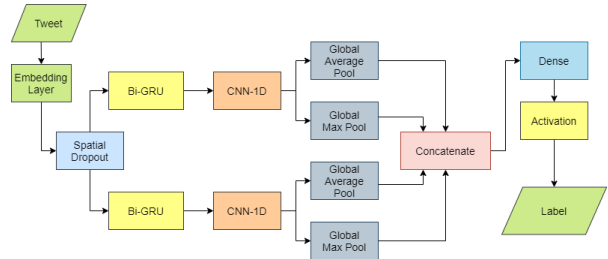 Tweet
Embedding
Layer
Spatial
Dropout
Bi-GRU
CNN-1D
Global
Average
Pool
Global
Max Pool
Bi-GRU
CNN-1D
Global
Average
Pool
Global
Max Pool
Concatenate
Dense
Activation
Label